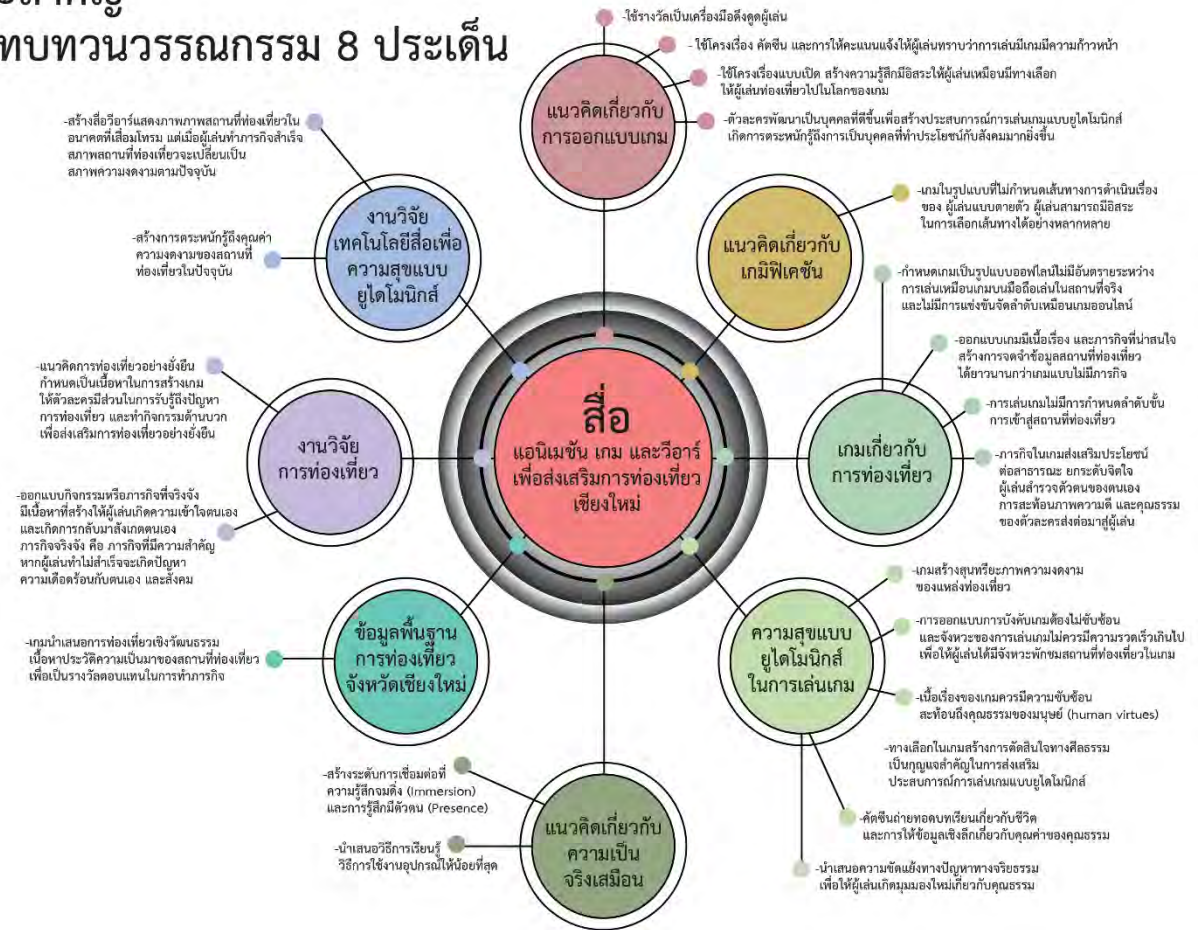 ทบทวนวรรณกรรม 8 ประเด็น
-ใช้รางวัลเป็นเครื่องมือดึงดูดผู้เล่น
- ใช้โครงเรื่อง คัตซีน และการให้คะแนนแจ้งให้ผู้เล่นทราบว่าการเล่นมีเกมมีความก้าวหน้า
-ใช้โครงเรื่องแบบเปิด สร้างความรู้สึกมีอิสระให้ผู้เล่นเหมือนมีทางเลือก
ให้ผู้เล่นท่องเที่ยวไปในโลกของเกม
-ตัวละครพัฒนาเป็นบุคคลที่ดีขึ้นเพื่อสร้างประสบการณ์การเล่นเกมแบบยูไดโมนิกส์
เกิดการตระหนักรู้ถึงการเป็นบุคคลที่ทำประโยชน์กับสังคมมากยิ่งขึ้น
แนวคิดเกี่ยวกับ
การออกแบบเกม
-สร้างสื่อวีอาร์แสดงภาพภาพสถานที่ท่องเที่ยวใน
อนาคตที่เสื่อมโทรม แต่เมื่อผู้เล่นทำภารกิจสำเร็จ
สภาพสถานที่ท่องเที่ยวจะเปลี่ยนเป็น
สภาพความงดงามตามปัจจุบัน
-สร้างการตระหนักรู้ถึงคุณค่า
ความงดงามของสถานที่
ท่องเที่ยวในปัจจุบัน
งานวิจัย
เทคโนโลยีสื่อเพื่อ
ความสุขแบบ
ยูไดโมนิกส์
แนวคิดเกี่ยวกับ
เกมิฟิเคชัน
-เกมในรูปแบบที่ไม่กำหนดเส้นทางการดำเนินเรื่อง
ของ ผู้เล่นแบบตายตัว ผู้เล่นสามารถมีอิสระ
ในการเลือกเส้นทางได้อย่างหลากหลาย
-กำหนดเกมเป็นรูปแบบออฟไลน์ไม่มีอันตรายระหว่าง
การเล่นเหมือนเกมบนมือถือเล่นในสถานที่จริง
และไม่มีการแข่งขันจัดลำดับเหมือนเกมออนไลน์
-ออกแบบเกมมีเนื้อเรื่อง และภารกิจที่น่าสนใจ
สร้างการจดจำข้อมูลสถานที่ท่องเที่ยว
ได้ยาวนานกว่าเกมแบบไม่มีภารกิจ
-การเล่นเกมไม่มีการกำหนดลำดับขั้น
การเข้าสู่สถานที่ท่องเที่ยว
-ภารกิจในเกมส่งเสริมประโยชน์
ต่อสาธารณะ ยกระดับจิตใจ
ผู้เล่นสำรวจตัวตนของตนเอง
การสะท้อนภาพความดี และคุณธรรม
ของตัวละครส่งต่อมาสู่ผู้เล่น
เกมเกี่ยวกับ
การท่องเที่ยว
สื่อ
แอนิเมชัน เกม และวีอาร์
เพื่อส่งเสริมการท่องเที่ยว
เชียงใหม่
-แนวคิดการท่องเที่ยวอย่างยั่งยืน
กำหนดเป็นเนื้อหาในการสร้างเกม
ให้ตัวละครมีส่วนในการรับรู้ถึงปัญหา
การท่องเที่ยว และทำกิจกรรมด้านบวก
เพื่อส่งเสริมการท่องเที่ยวอย่างยั่งยืน
งานวิจัย
การท่องเที่ยว
-ออกแบบกิจกรรมหรือภารกิจที่จริงจัง
มีเนื้อหาที่สร้างให้ผู้เล่นเกิดความเข้าใจตนเอง
และเกิดการกลับมาสังเกตตนเอง
ภารกิจจริงจัง คือ ภารกิจที่มีความสำคัญ
หากผู้เล่นทำไม่สำเร็จจะเกิดปัญหา
ความเดือดร้อนกับตนเอง และสังคม
-เกมนำเสนอการท่องเที่ยวเชิงวัฒนธรรม
เนื้อหาประวัติความเป็นมาของสถานที่ท่องเที่ยว
เพื่อเป็นรางวัลตอบแทนในการทำภารกิจ
ข้อมูลพื้นฐาน
การท่องเที่ยว
จังหวัดเชียงใหม่
ความสุขแบบ
ยูไดโมนิกส์
ในการเล่นเกม
-เกมสร้างสุนทรียะภาพความงดงาม
ของแหล่งท่องเที่ยว
-การออกแบบการบังคับเกมต้องไม่ซับซ้อน
และจังหวะของการเล่นเกมไม่ควรมีความรวดเร็วเกินไป
เพื่อให้ผู้เล่นได้มีจังหวะพักชมสถานที่ท่องเที่ยวในเกม
-เนื้อเรื่องของเกมควรมีความซับซ้อน
สะท้อนถึงคุณธรรมของมนุษย์ (human virtues)
-ทางเลือกในเกมสร้างการตัดสินใจทางศีลธรรม
เป็นกุญแจสำคัญในการส่งเสริม
ประสบการณ์การเล่นเกมแบบยูไดโมนิกส์
-คัตซีนถ่ายทอดบทเรียนเกี่ยวกับชีวิต
และการให้ข้อมูลเชิงลึกเกี่ยวกับคุณค่าของคุณธรรม
-นำเสนอความขัดแย้งทางปัญหาทางจริยธรรม
เพื่อให้ผู้เล่นเกิดมุมมองใหม่เกี่ยวกับคุณธรรม
-สร้างระดับการเชื่อมต่อที่
ความรู้สึกจมดิ่ง (Immersion)
และการรู้สึกมีตัวตน (Presence)
-นำเสนอวิธีการเรียนรู้
วิธีการใช้งานอุปกรณ์ให้น้อยที่สุด
แนวคิดเกี่ยวกับ
ความเป็น
จริงเสมือน